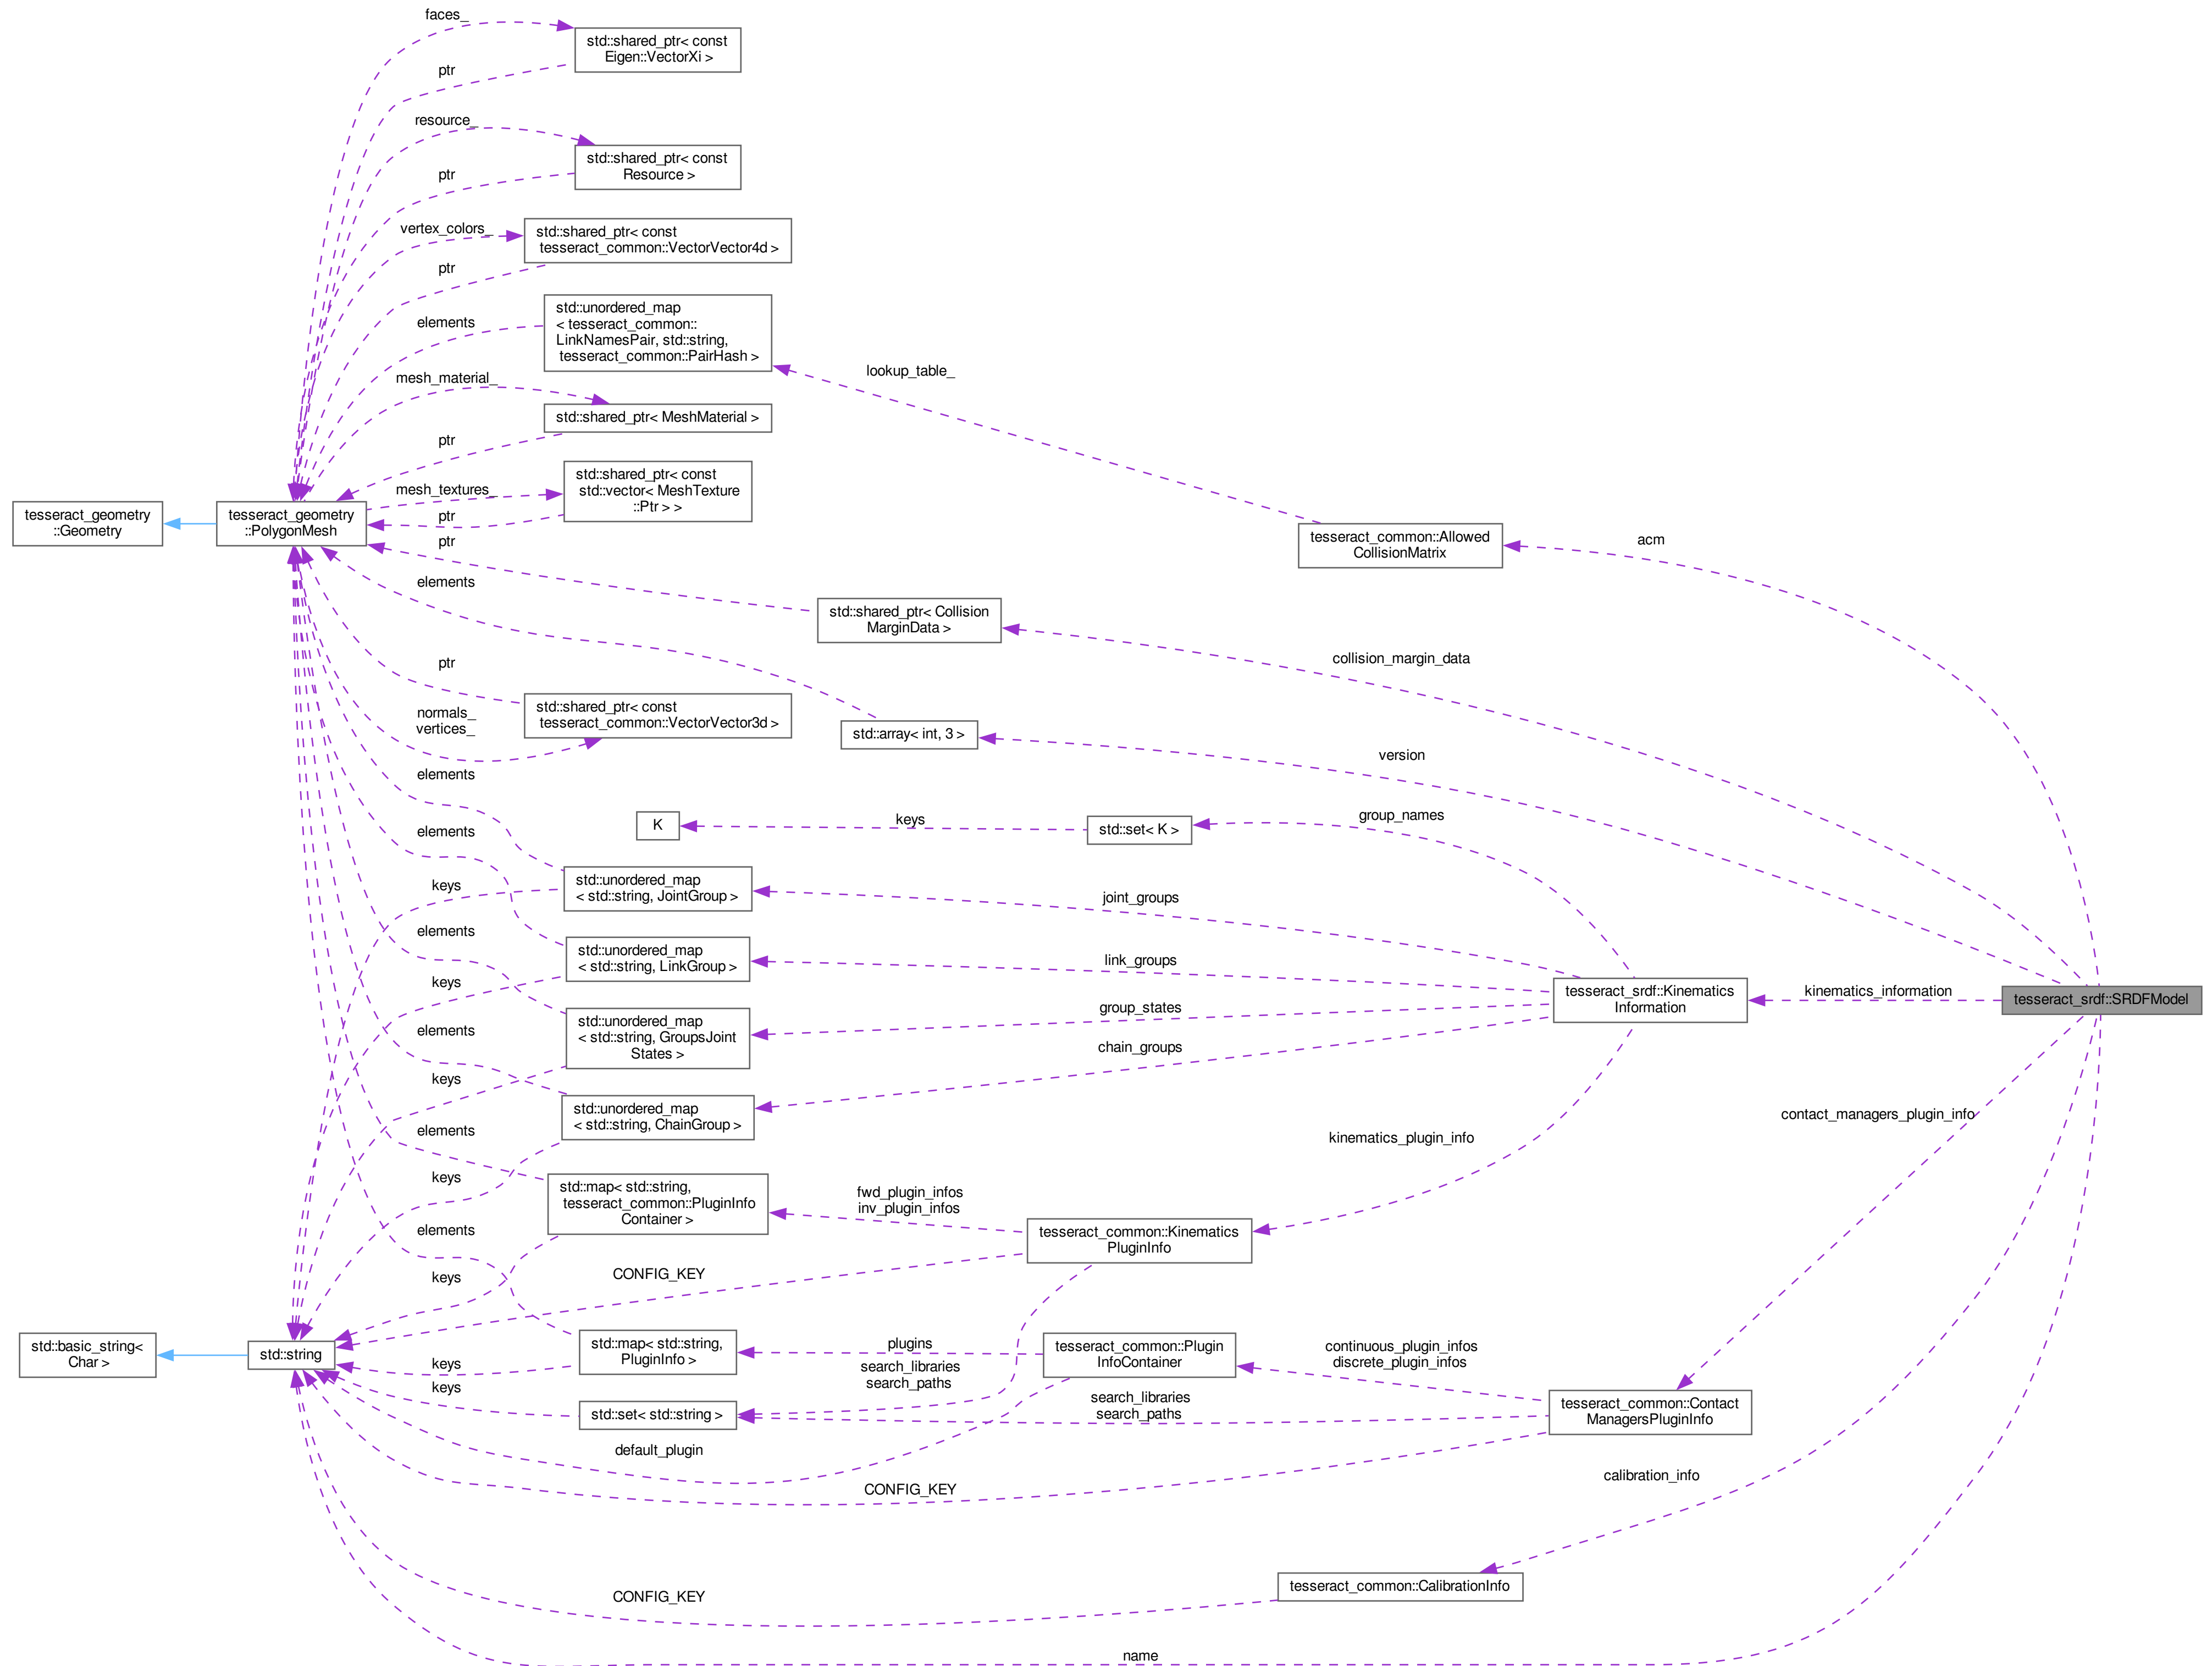 faces_
std::shared_ptr< const
Eigen::VectorXi >
ptr
resource_
std::shared_ptr< const
Resource >
ptr
vertex_colors_
std::shared_ptr< const
tesseract_common::VectorVector4d >
ptr
std::unordered_map
< tesseract_common::
LinkNamesPair, std::string,
tesseract_common::PairHash >
elements
lookup_table_
mesh_material_
std::shared_ptr< MeshMaterial >
ptr
std::shared_ptr< const
std::vector< MeshTexture
::Ptr > >
mesh_textures_
ptr
ptr
tesseract_geometry
::Geometry
tesseract_geometry
::PolygonMesh
tesseract_common::Allowed
CollisionMatrix
acm
elements
std::shared_ptr< Collision
MarginData >
collision_margin_data
ptr
std::shared_ptr< const
tesseract_common::VectorVector3d >
normals_
vertices_
std::array< int, 3 >
version
elements
K
keys
std::set< K >
group_names
elements
std::unordered_map
< std::string, JointGroup >
keys
joint_groups
elements
std::unordered_map
< std::string, LinkGroup >
link_groups
keys
tesseract_srdf::Kinematics
Information
kinematics_information
tesseract_srdf::SRDFModel
std::unordered_map
< std::string, GroupsJoint
States >
group_states
elements
chain_groups
keys
std::unordered_map
< std::string, ChainGroup >
contact_managers_plugin_info
elements
kinematics_plugin_info
keys
std::map< std::string,
tesseract_common::PluginInfo
Container >
fwd_plugin_infos
inv_plugin_infos
tesseract_common::Kinematics
PluginInfo
elements
keys
CONFIG_KEY
std::basic_string<
Char >
std::string
std::map< std::string,
PluginInfo >
keys
plugins
tesseract_common::Plugin
InfoContainer
continuous_plugin_infos
discrete_plugin_infos
search_libraries
search_paths
keys
std::set< std::string >
search_libraries
search_paths
tesseract_common::Contact
ManagersPluginInfo
default_plugin
CONFIG_KEY
calibration_info
tesseract_common::CalibrationInfo
CONFIG_KEY
name